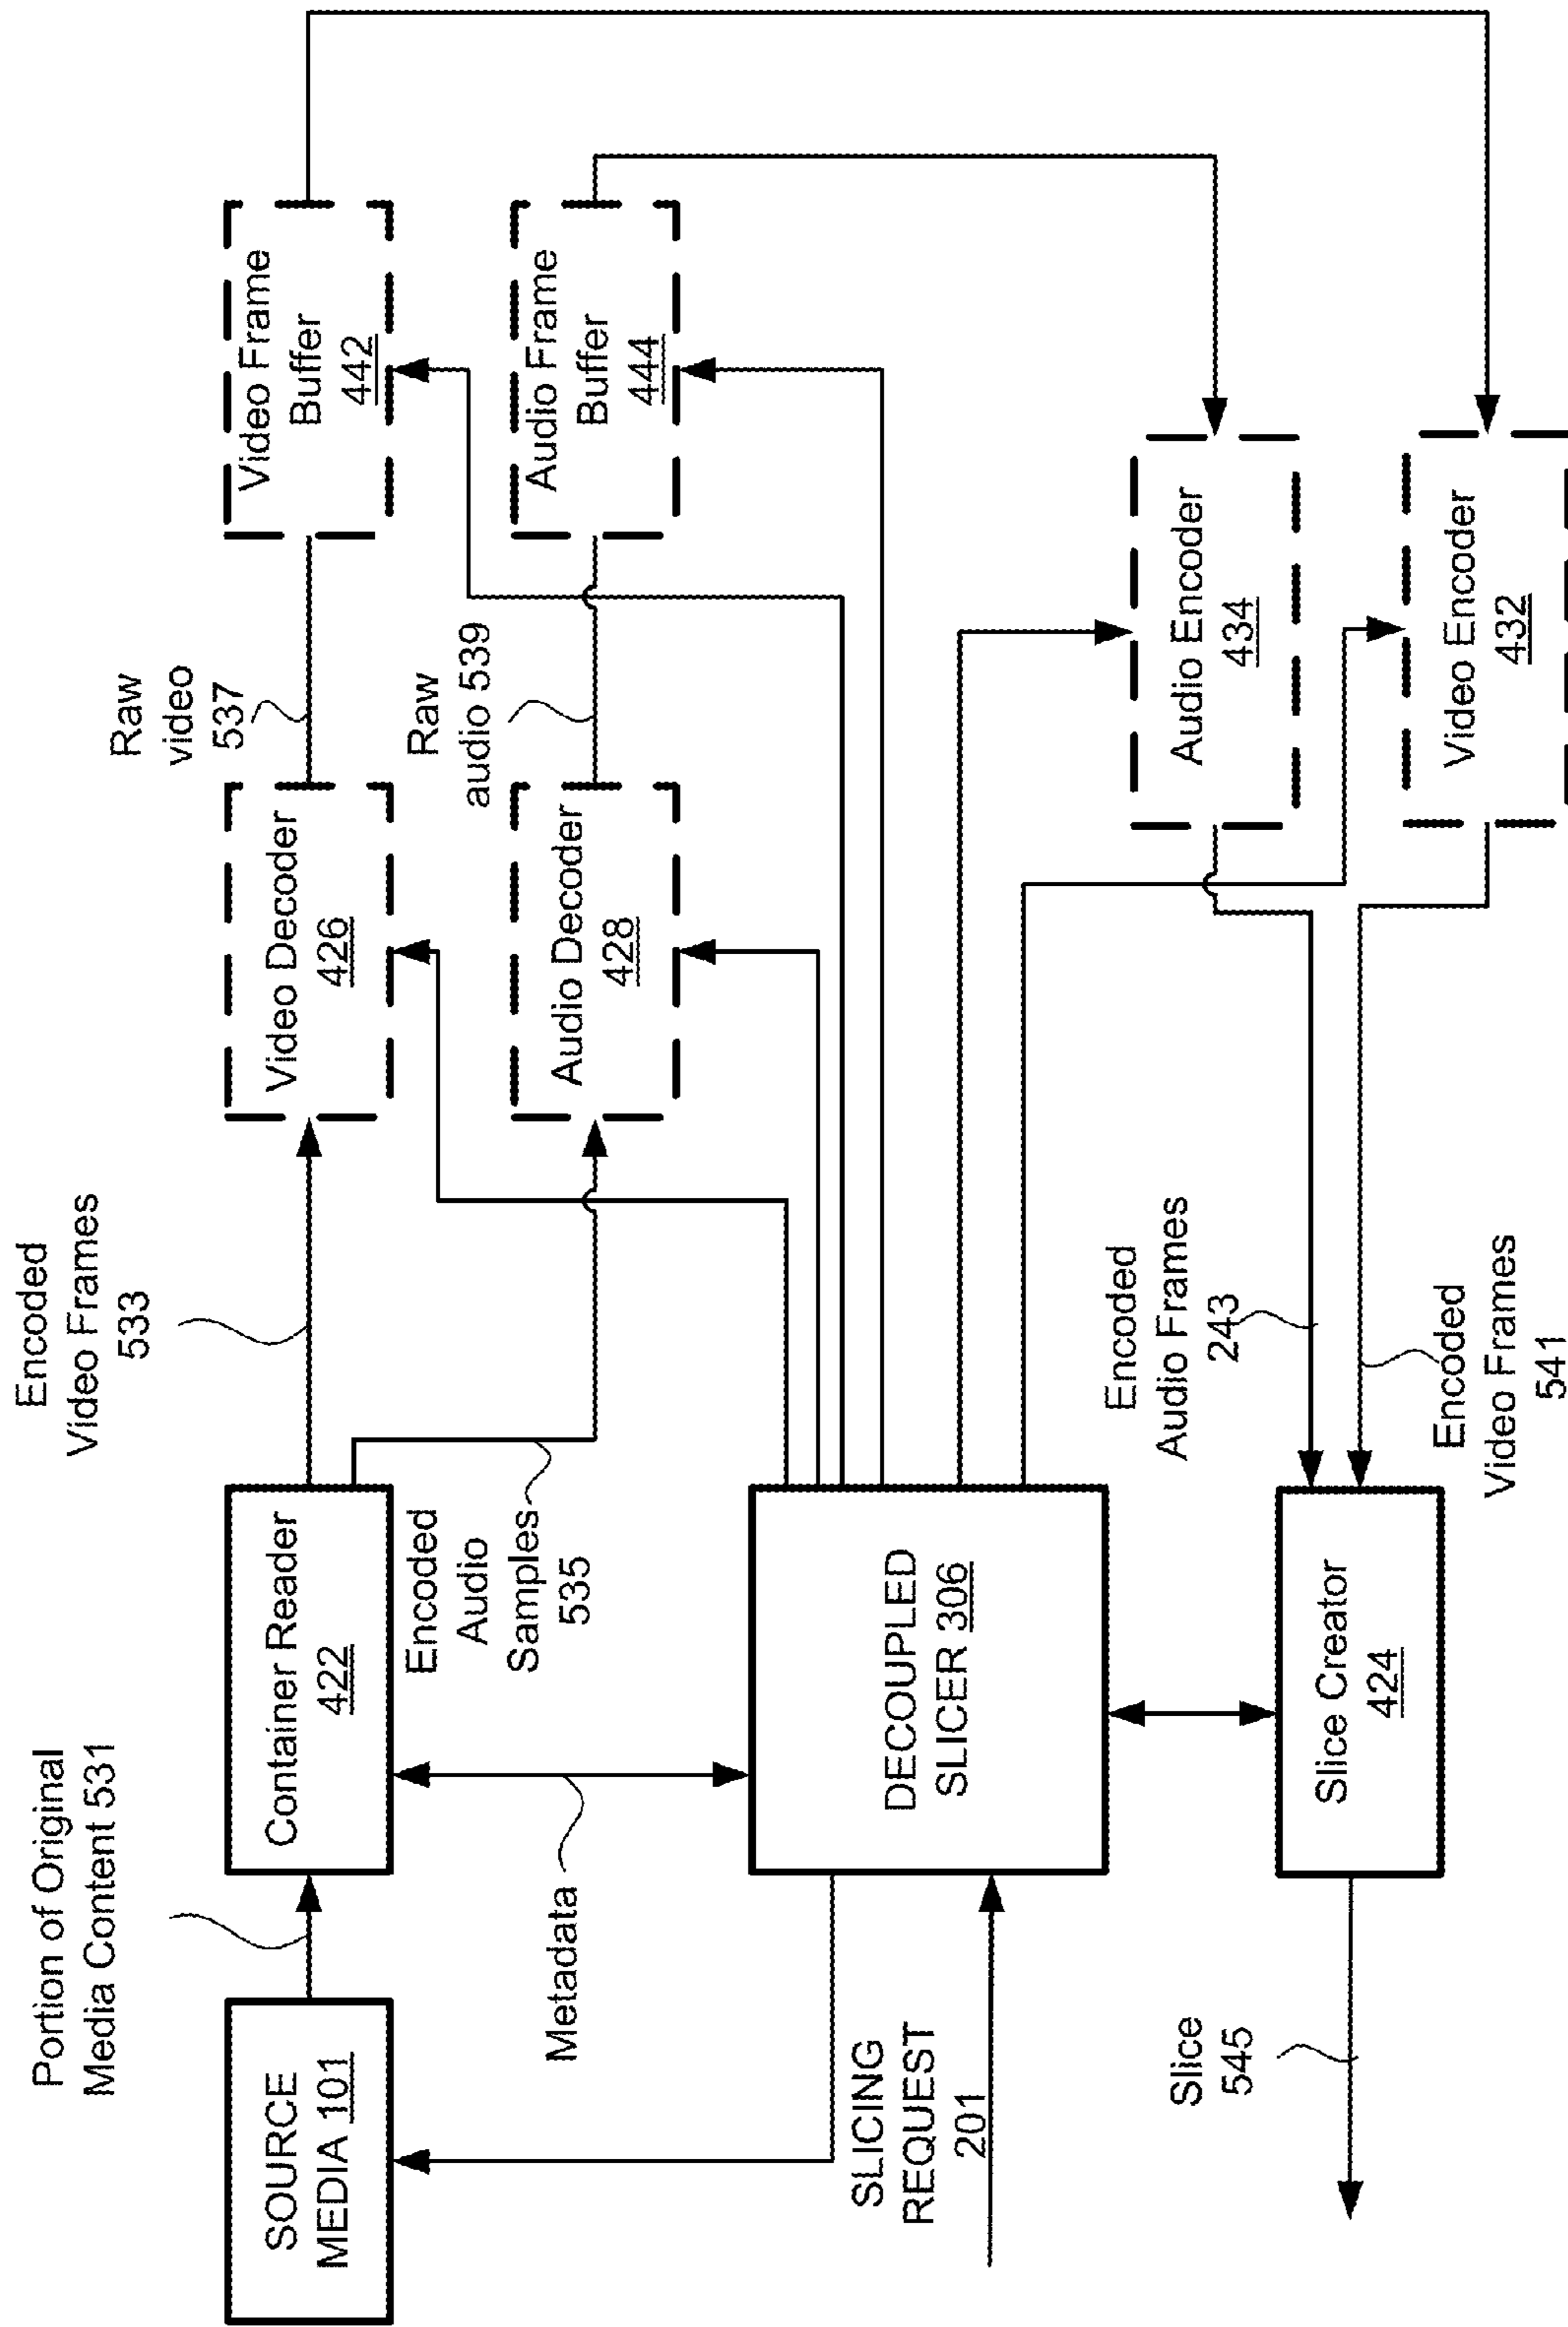 Portion of Original
Media Content 531
Encoded
Video Frames
533
Raw
video
537
SOURCE
MEDIA 101
Container Reader
422
Video Decoder
426
Video Frame
Buffer
442
Encoded
Audio
Samples
535
Raw
audio 539
Audio Decoder
428
Audio Frame
Buffer
444
Metadata
SLICING
REQUEST
201
DECOUPLED
SLICER 306
Encoded
Audio Frames
243
Audio Encoder
434
Slice
545
Slice Creator
424
Encoded
Video Frames
541
Video Encoder
432